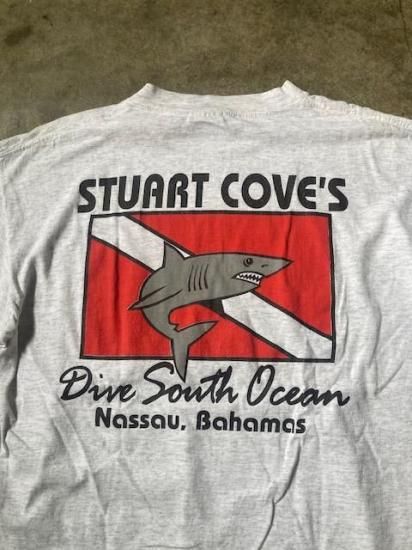 STUART COVE'S
Dive South Ocean
Nassau, Bahamas